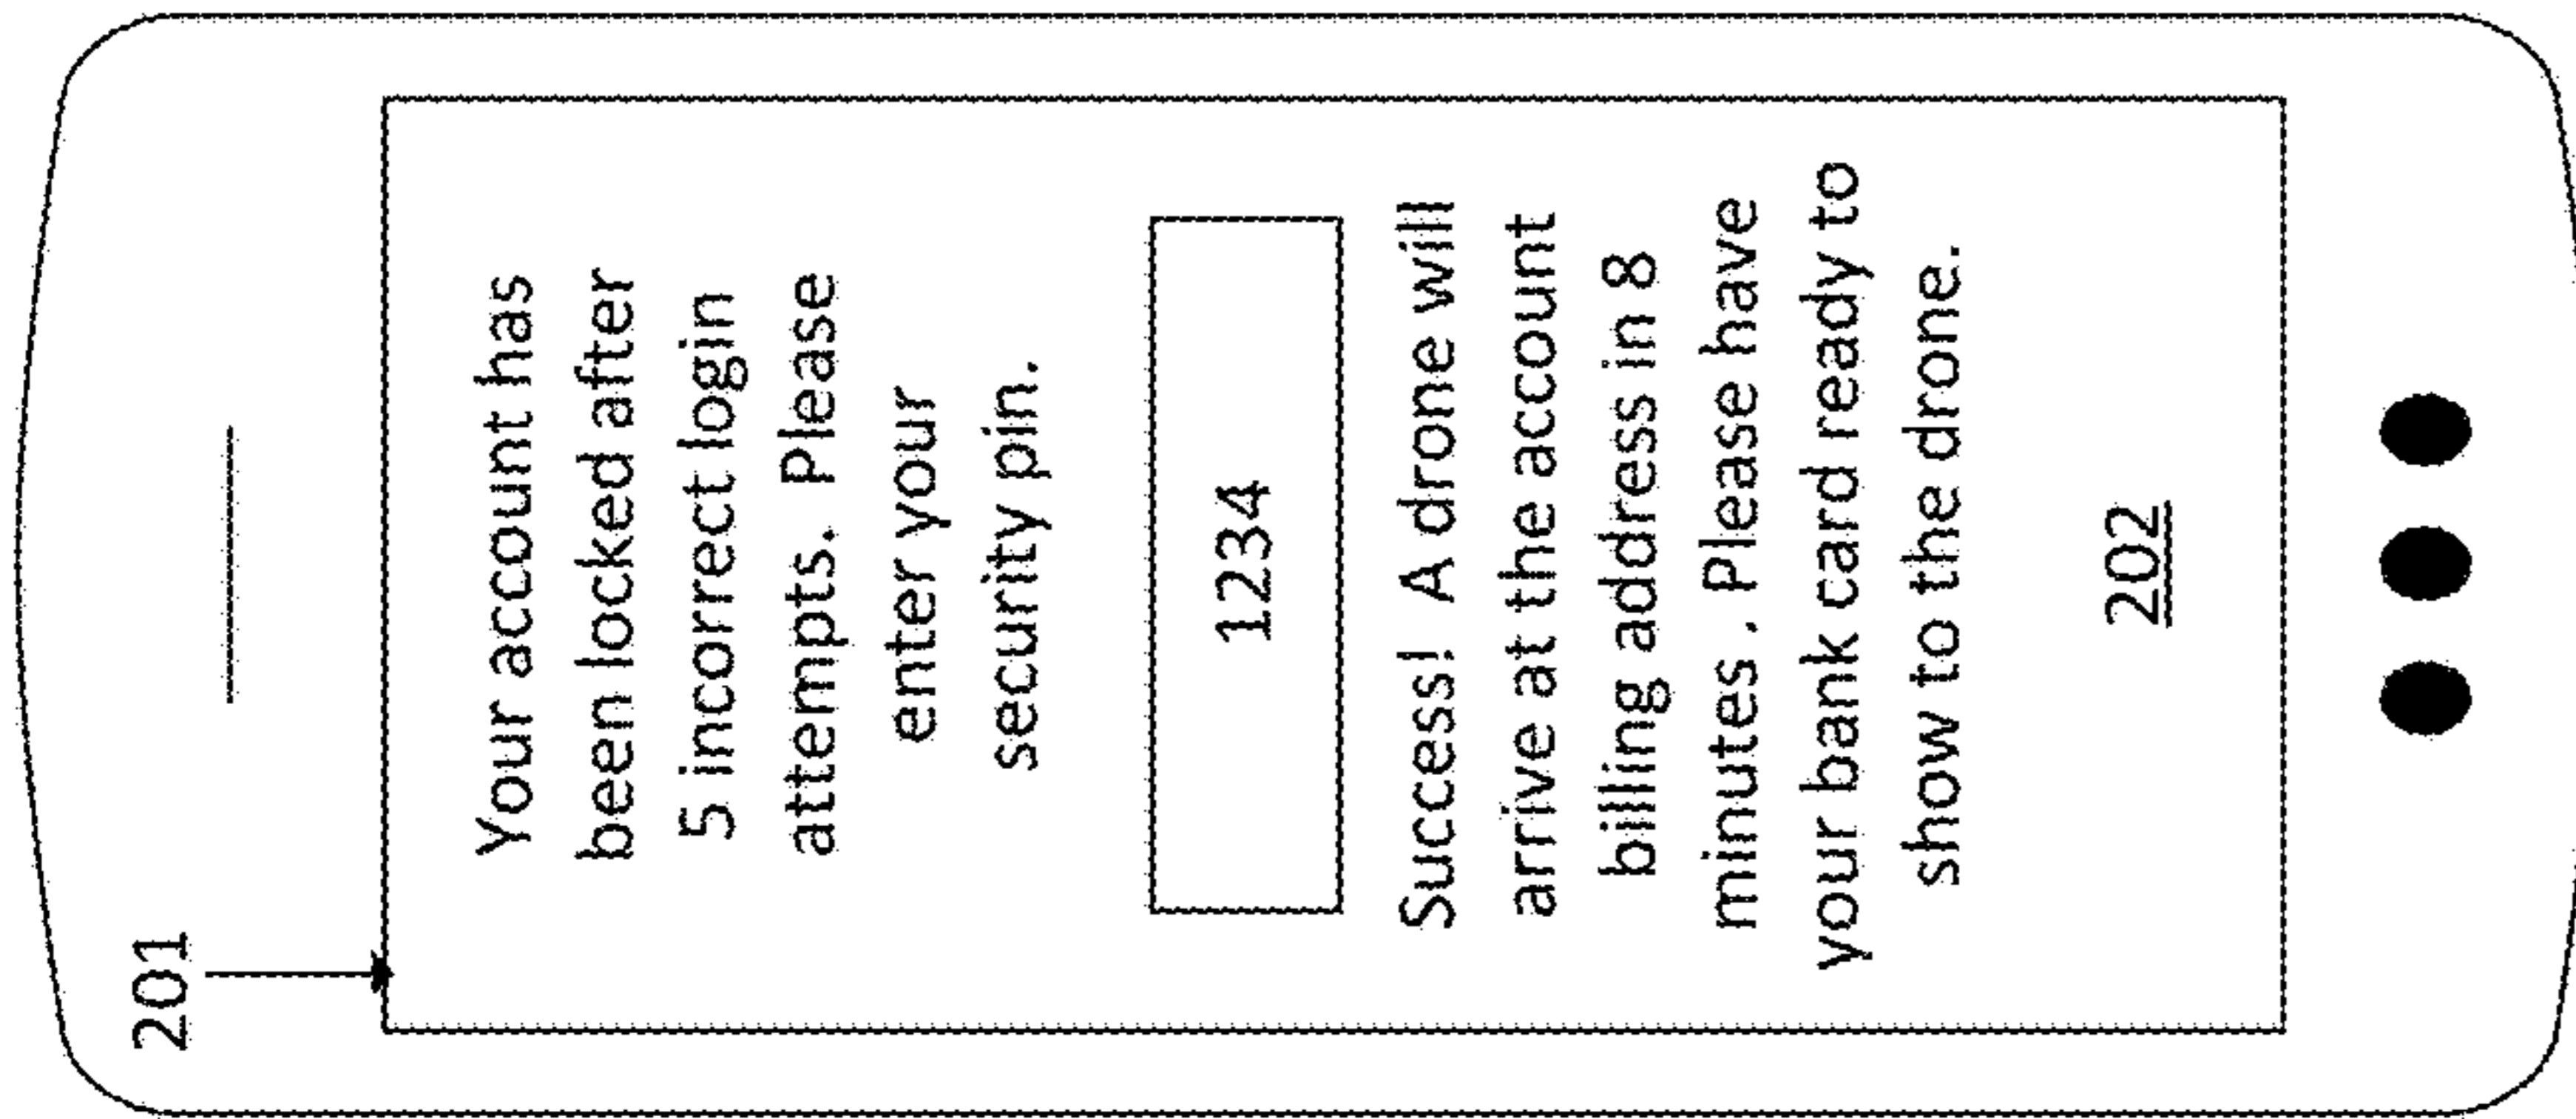 201
Your account has
been locked after
5 incorrect login
attempts. Please
enter your
security pin.
1234
Success! A drone will
arrive at the account
billing address in 8
minutes . Please have
your bank card ready to
show to the drone.
202